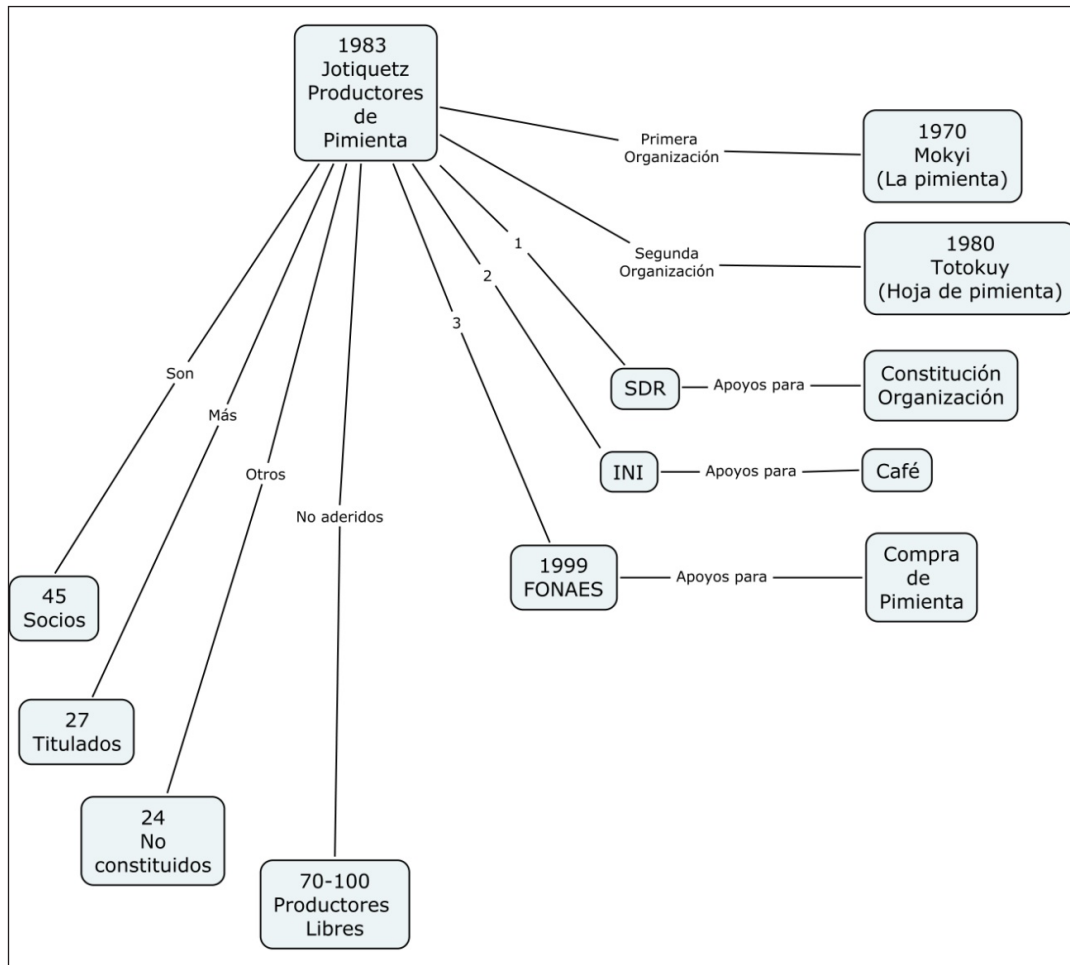 1983
Jotiquetz
Productores
de
Pimienta
Primera
Organización
1970
Mokyi
(La pimienta)
Segunda
Organización
1980
Totokuy
(Hoja de pimienta)
1
SDR
Apoyos para
Constitución
Organización
2
INI
Apoyos para
Café
3
1999
FONAES
Apoyos para
Compra
de
Pimienta
Son
45
Socios
Más
27
Titulados
Otros
24
No
constituidos
No aderidos
70-100
Productores
Libres